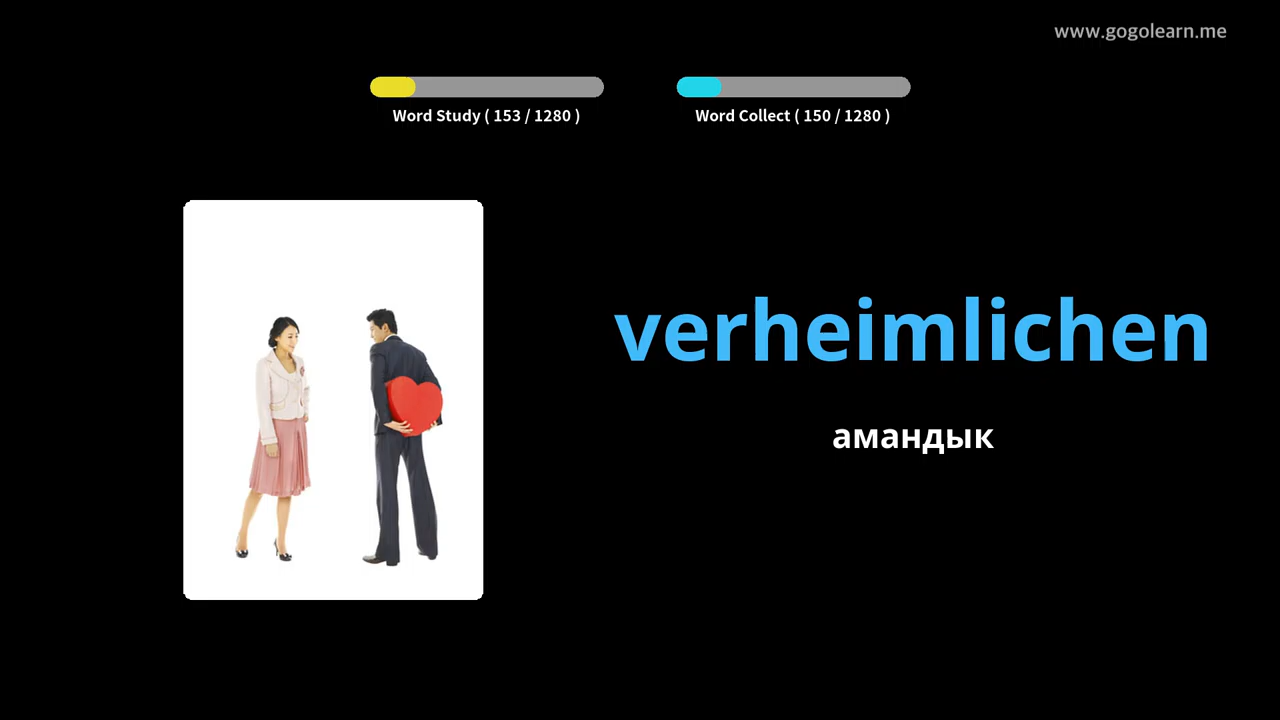 www.gogolearn.me
Word Study ( 153 / 1280 )
Word Collect ( 150 / 1280 )
verheimlichen
амандык